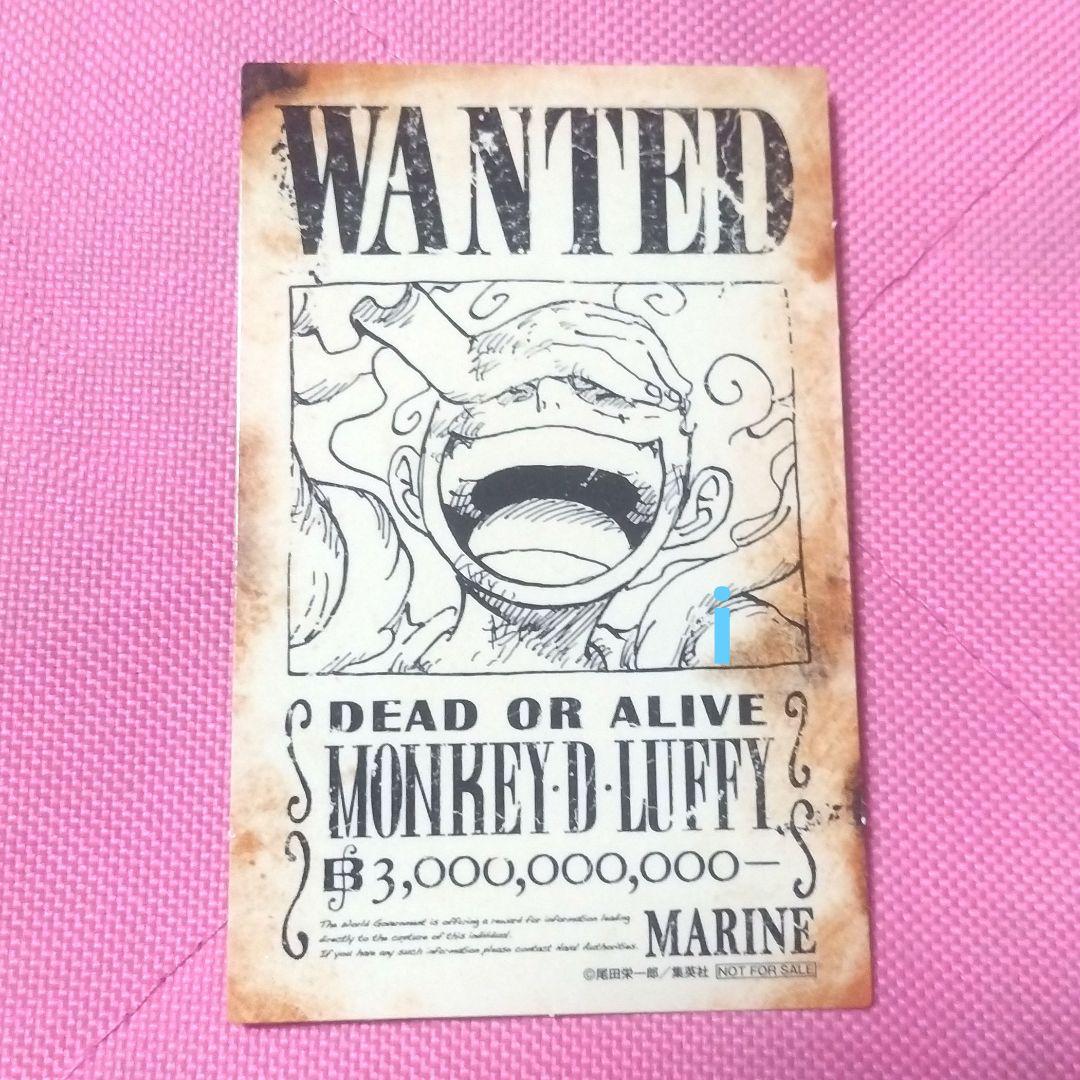 WANTED
i
DEAD OR ALIVE
MONKEY·D·LUFFY
฿3,000,000,000—
The World Government is offering a reward for information leading
directly to the capture of this individual.
If you have any such information please contact Naval Authorities.
MARINE
©尾田栄一郎／集英社 NOT FOR SALE